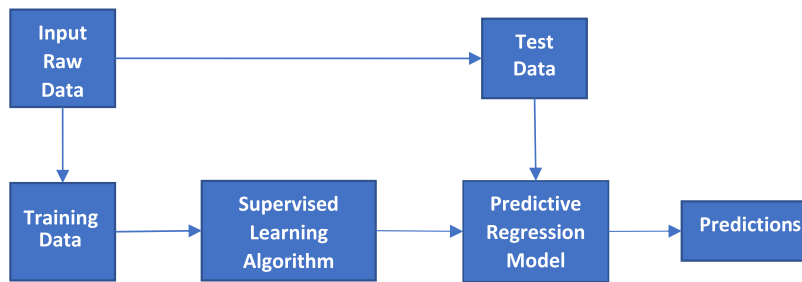 Input
Raw
Data
Test
Data
Training
Data
Supervised
Learning
Algorithm
Predictive
Regression
Model
Predictions